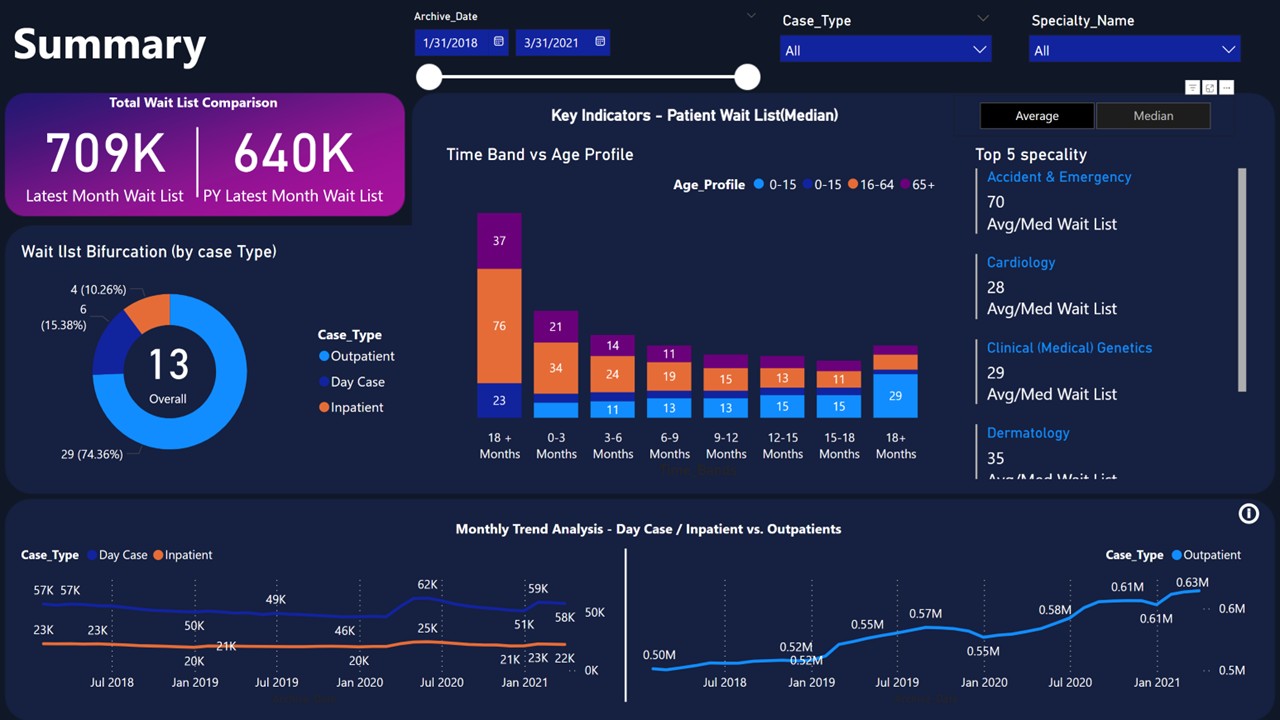 Summary
Archive_Date
1/31/2018
3/31/2021
Case_Type
All
Specialty_Name
All
Total Wait List Comparison
709K
640K
Latest Month Wait List
PY Latest Month Wait List
Key Indicators - Patient Wait List(Median)
Average
Median
Wait lIst Bifurcation (by case Type)
4 (10.26%)
6
(15.38%)
13
Overall
29 (74.36%)
Case_Type
Outpatient
Day Case
Inpatient
Time Band vs Age Profile
Age_Profile 0-15 0-15 16-64 65+
37
76
23
21
34
14
24
11
11
19
13
15
13
13
15
11
15
29
18 +
Months
0-3
Months
3-6
Months
6-9
Months
9-12
Months
12-15
Months
15-18
Months
18+
Months
Top 5 specality
Accident & Emergency
70
Avg/Med Wait List
Cardiology
28
Avg/Med Wait List
Clinical (Medical) Genetics
29
Avg/Med Wait List
Dermatology
35
Avg/Med Wait List
Monthly Trend Analysis - Day Case / Inpatient vs. Outpatients
Case_Type Day Case Inpatient
57K 57K
50K
49K
46K
62K
51K
59K
58K
23K
23K
20K
21K
20K
25K
21K
23K
22K
50K
0K
Jul 2018
Jan 2019
Jul 2019
Jan 2020
Jul 2020
Jan 2021
Case_Type Outpatient
0.50M
0.52M
0.52M
0.55M
0.57M
0.55M
0.58M
0.61M
0.61M
0.63M
0.6M
0.5M
Jul 2018
Jan 2019
Jul 2019
Jan 2020
Jul 2020
Jan 2021